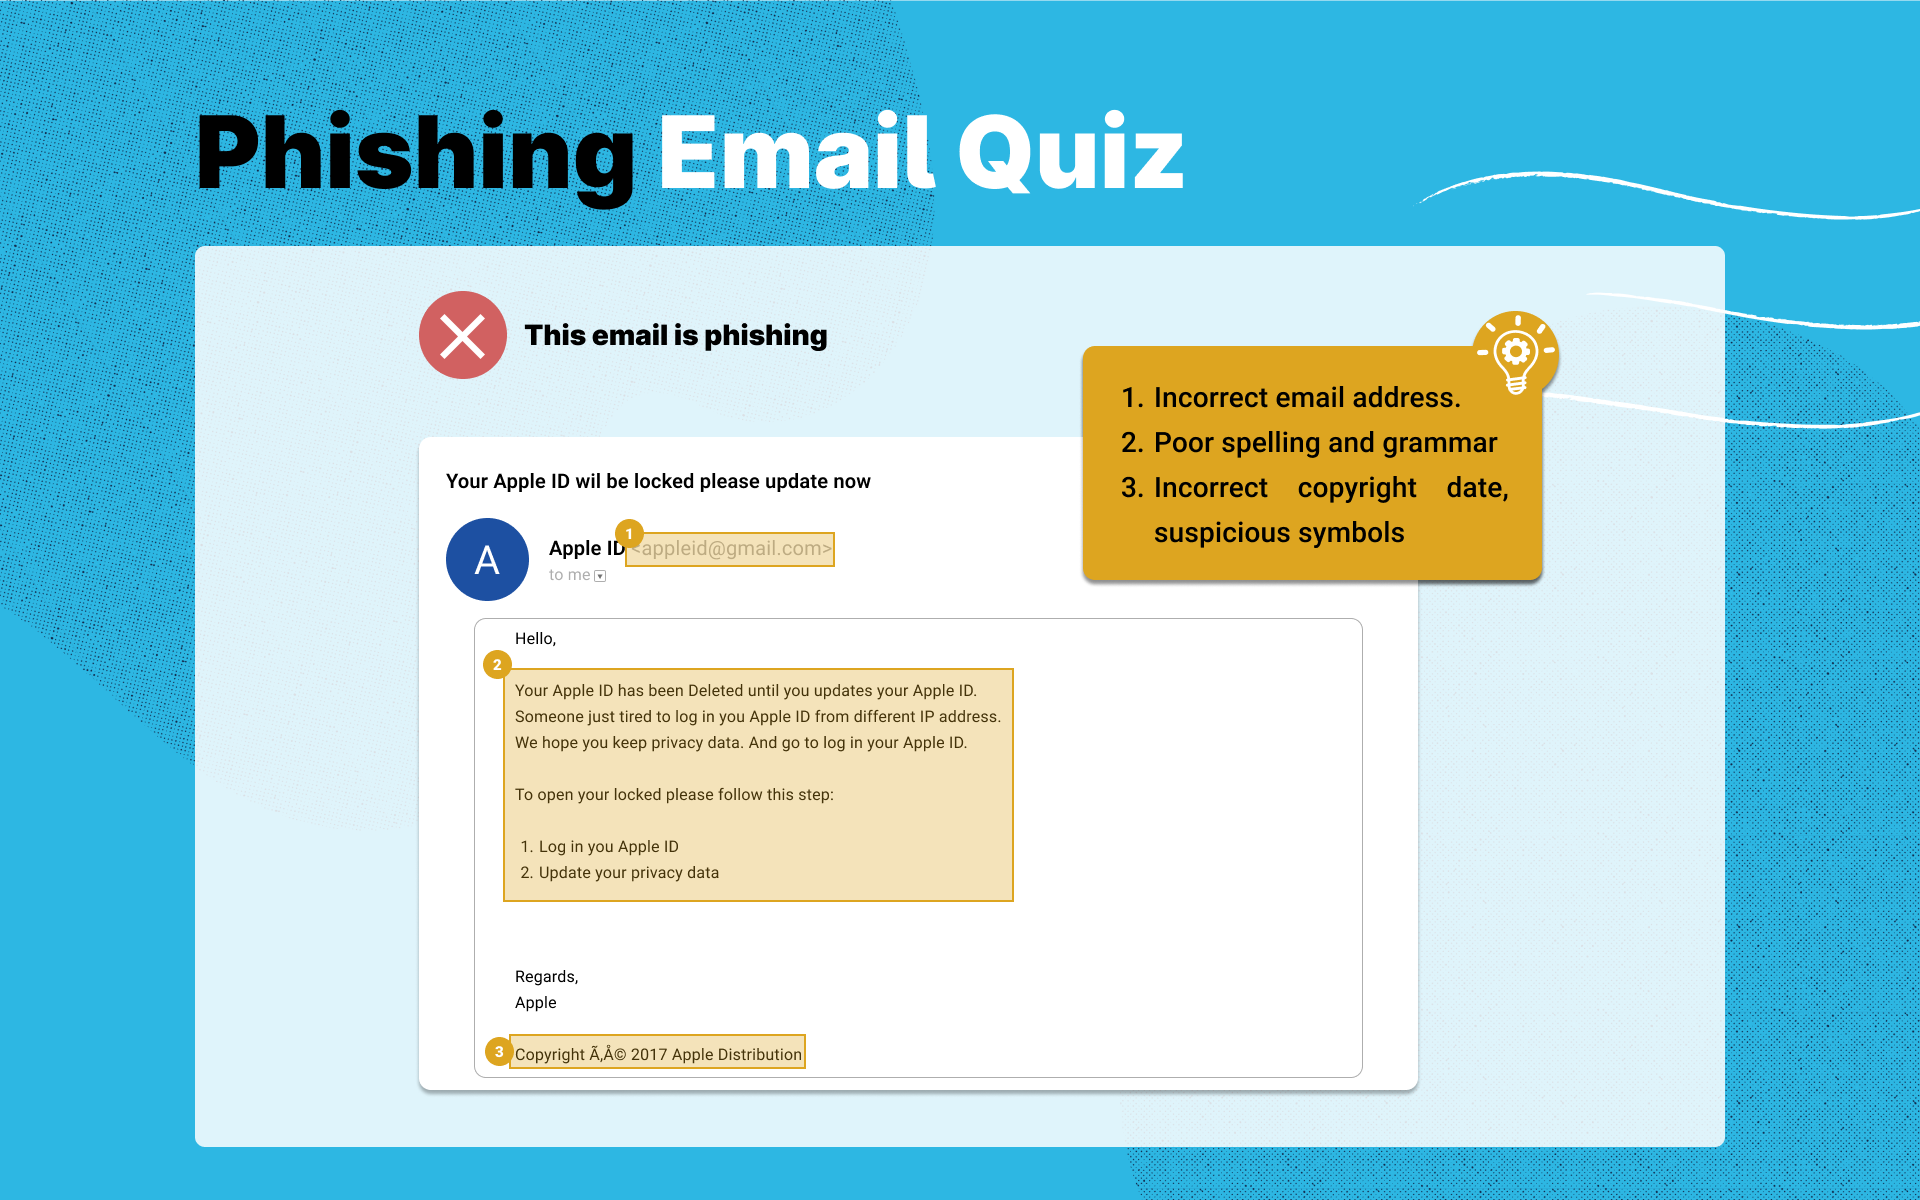 Phishing Email Quiz
This email is phishing
1. Incorrect email address.
2. Poor spelling and grammar
3. Incorrect copyright date,
suspicious symbols
Your Apple ID wil be locked please update now
A
Apple ID <appleid@gmail.com>
1
to me
Hello,
2
Your Apple ID has been Deleted until you updates your Apple ID.
Someone just tired to log in you Apple ID from different IP address.
We hope you keep privacy data. And go to log in your Apple ID.
To open your locked please follow this step:
1. Log in you Apple ID
2. Update your privacy data
Regards,
Apple
3
Copyright Ã‚Å© 2017 Apple Distribution